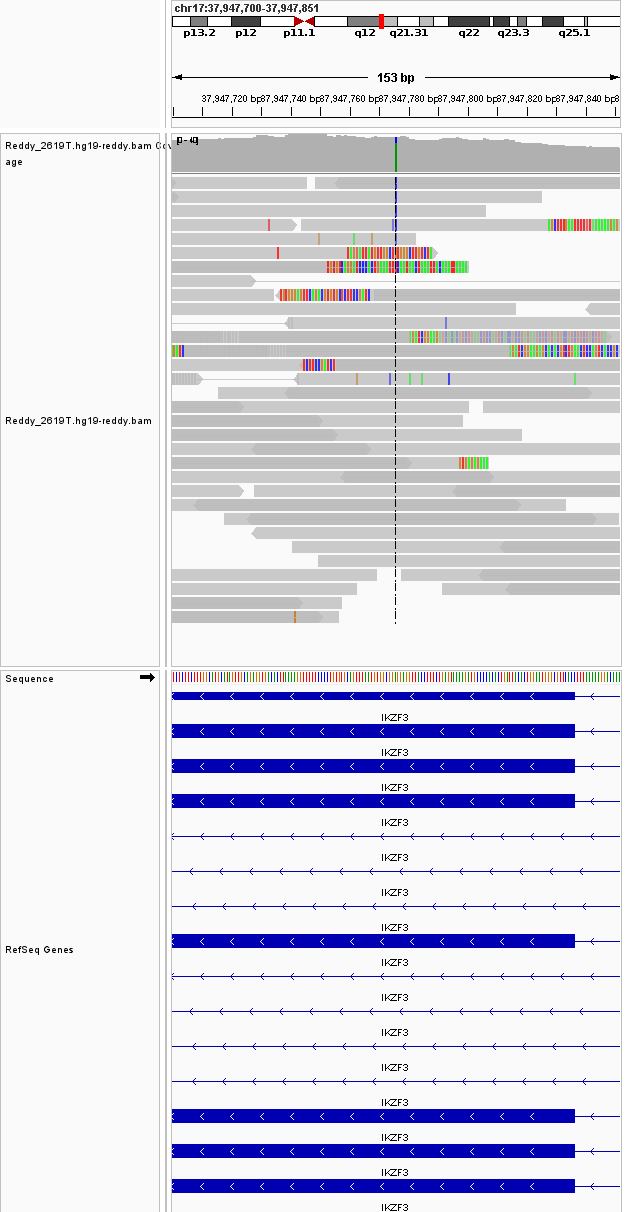 chr17:37,947,700-37,947,851
p13.2 p12 p11.1 q12 q21.31 q22 q23.3 q25.1
153 bp
37,947,720 bp 37,947,740 bp 37,947,760 bp 37,947,780 bp 37,947,800 bp 37,947,820 bp 37,947,840 bp
Reddy_2619T.hg19-reddy.bam Cov
age
Reddy_2619T.hg19-reddy.bam
Sequence
IKZF3
IKZF3
IKZF3
IKZF3
IKZF3
IKZF3
IKZF3
RefSeq Genes
IKZF3
IKZF3
IKZF3
IKZF3
IKZF3
IKZF3
IKZF3
IKZF3